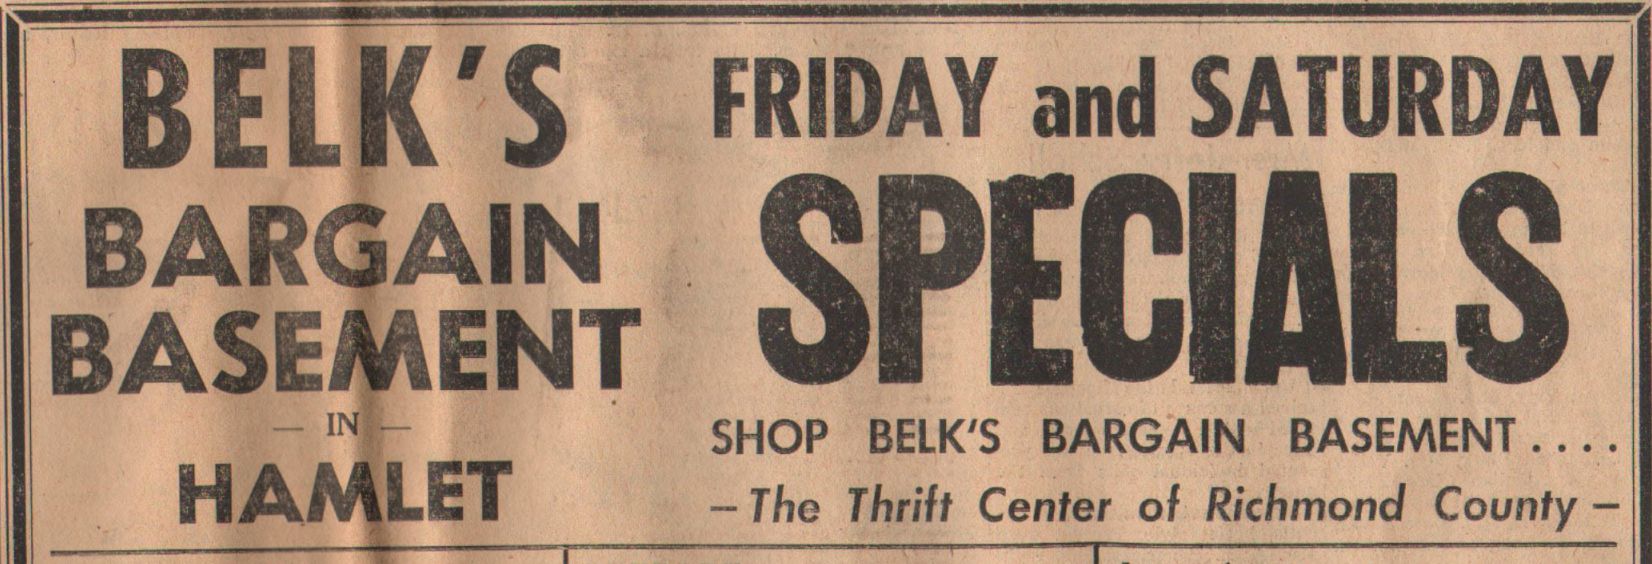 BELK'S
BARGAIN
BASEMENT
— IN —
HAMLET
FRIDAY and SATURDAY
SPECIALS
SHOP BELK'S BARGAIN BASEMENT....
— The Thrift Center of Richmond County —